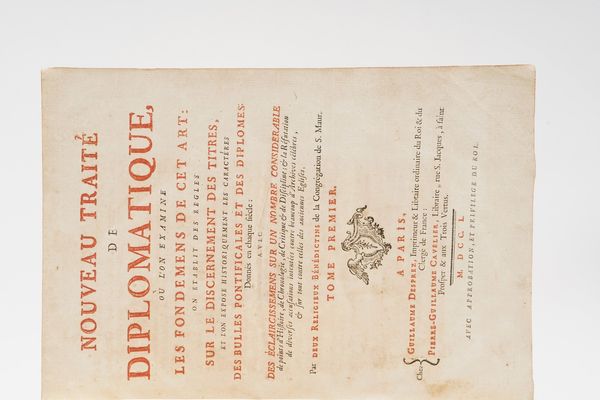 NOUVEAU TRAITÉ
DE
DIPLOMATIQUE,
OÙ L'ON EXAMINE
LES FONDEMENS DE CET ART:
ON ÉTABLIT DES REGLES
SUR LE DISCERNEMENT DES TITRES,
ET L'ON EXPOSE HISTORIQUEMENT LES CARACTÈRES
DES BULLES PONTIFICALES ET DES DIPLOMES.
Donnés en chaque siècle:
AVEC
DES ÉCLAIRCISSEMENS SUR UN NOMBRE CONSIDERABLE
de points d'Histoire, de Chronologie, de Critique & de Discipline; & la Réfutation
de diverses accusations intentées contre beaucoup d'Archives célébres,
& sur tout contre celles des anciennes Eglises.
Par DEUX RELIGIEUX BÉNÉDICTINS de la Congrégation de S. Maur.
TOME PREMIER.
A PARIS,
Chez
GUILLAUME DESPREZ, Imprimeur & Libraire ordinaire du Roi & du
Clergé de France.
PIERRE-GUILLAUME CAVELIER, Libraire, rue S. Jacques, à saint
Prosper & aux Trois Vertus.
M. DCC. L.
AVEC APPROBATION, ET PRIVILEGE DU ROI.